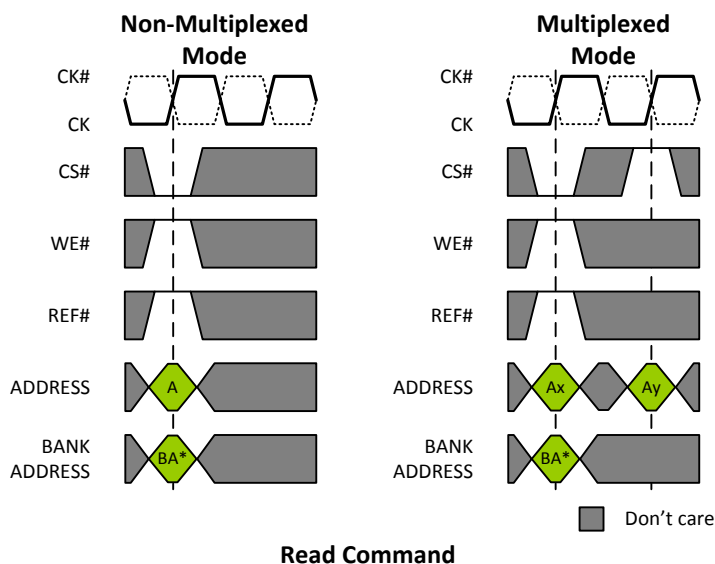 Non-Multiplexed
Mode
CK#
CK
CS#
WE#
REF#
ADDRESS
A
BANK
ADDRESS
BA*
Multiplexed
Mode
CK#
CK
CS#
WE#
REF#
ADDRESS
Ax
Ay
BANK
ADDRESS
BA*
Don't care
Read Command